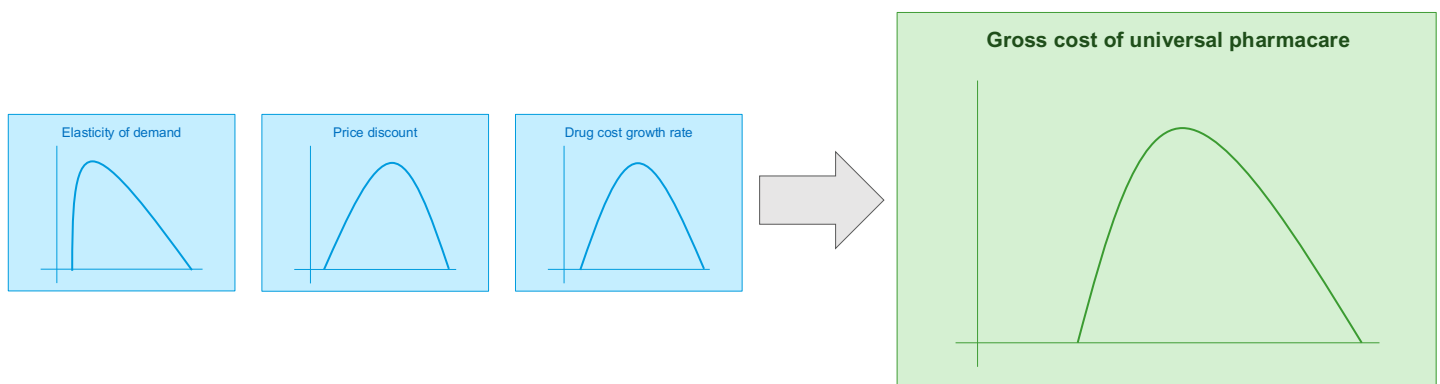 Gross cost of universal pharmacare
Elasticity of demand
Price discount
Drug cost growth rate